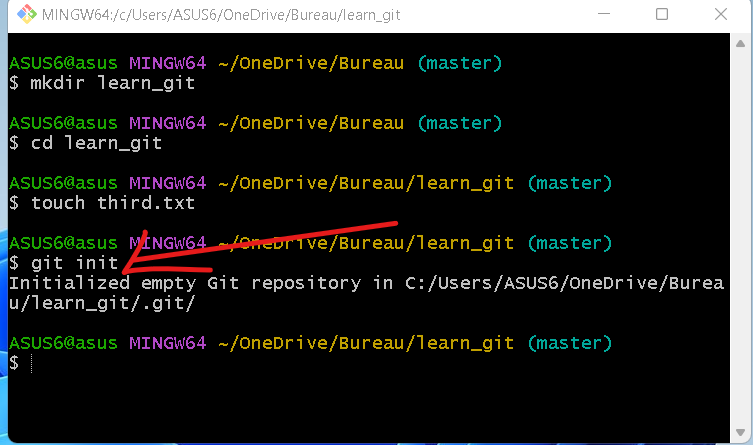 MINGW64:/c/Users/ASUS6/OneDrive/Bureau/learn_git
ASUS6@asus MINGW64 ~/OneDrive/Bureau (master)
$ mkdir learn_git
ASUS6@asus MINGW64 ~/OneDrive/Bureau (master)
$ cd learn_git
ASUS6@asus MINGW64 ~/OneDrive/Bureau/learn_git (master)
$ touch third.txt
ASUS6@asus MINGW64 ~/OneDrive/Bureau/learn_git (master)
$ git init
Initialized empty Git repository in C:/Users/ASUS6/OneDrive/Burea
u/learn_git/.git/
ASUS6@asus MINGW64 ~/OneDrive/Bureau/learn_git (master)
$